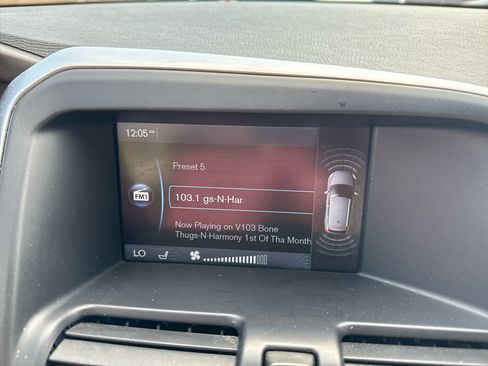 12:05 AM
Preset 5
FM1
103.1 gs-N-Har
Now Playing on V103 Bone
Thugs-N-Harmony 1st Of Tha Month
LO